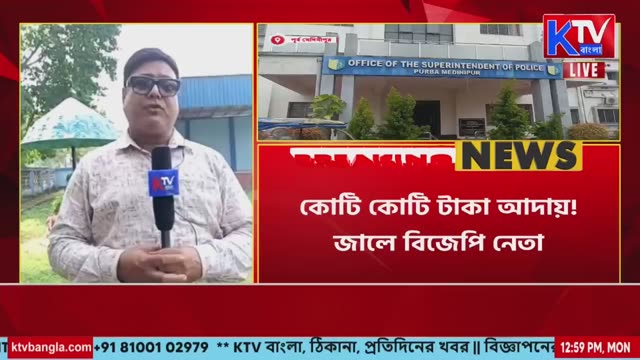 পূর্ব মেদিনীপুর
OFFICE OF THE SUPERINTENDENT OF POLICE
PURBA MEDINIPUR
KTV
বাংলা
LIVE
KTV
NEWS
কোটি কোটি টাকা আদায়!
জালে বিজেপি নেতা
ktvbangla.com +91 81001 02979 ** KTV বাংলা, ঠিকানা, প্রতিদিনের খবর || বিজ্ঞাপনের 12:59 PM, MON